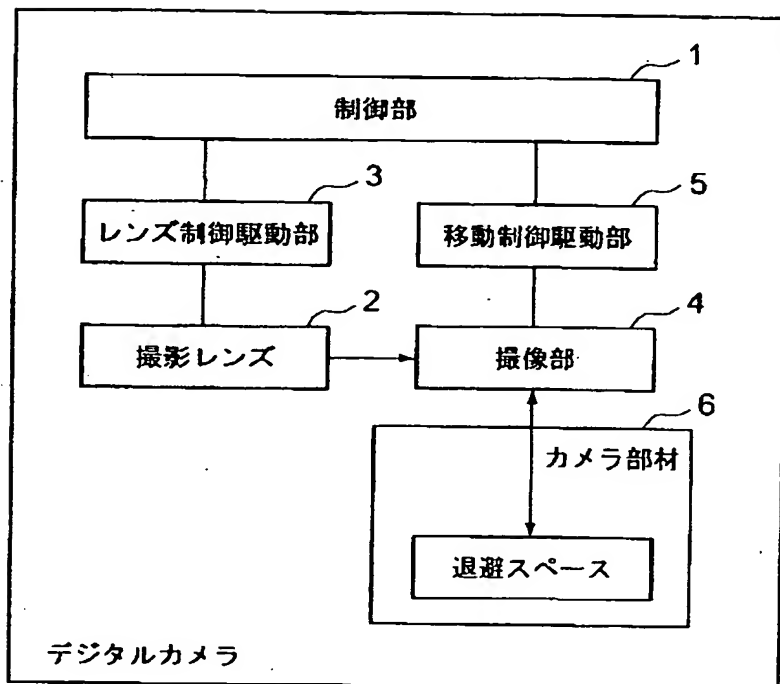 1
制御部
3
5
レンズ制御駆動部
移動制御駆動部
2
4
撮影レンズ
撮像部
6
カメラ部材
退避スペース
デジタルカメラ